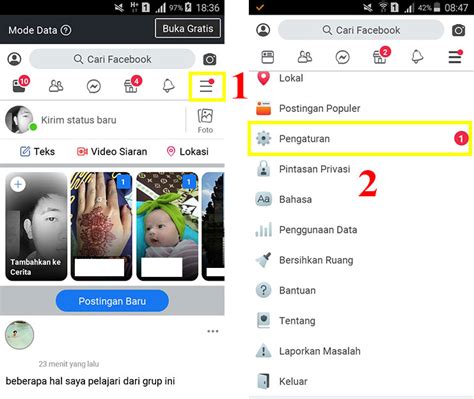 97% 18:36
Mode Data
Buka Gratis
Cari Facebook
10
4
1
Kirim status baru
Foto
Teks
Video Siaran
Lokasi
1
1
Tambahkan ke
Cerita
Postingan Baru
23 menit yang lalu
beberapa hal saya pelajari dari grup ini
42% 08:47
Cari Facebook
2
Lokal
Postingan Populer
Pengaturan
1
Pintasan Privasi
2
Aa
Bahasa
Penggunaan Data
Bersihkan Ruang
Bantuan
Tentang
Laporkan Masalah
Keluar